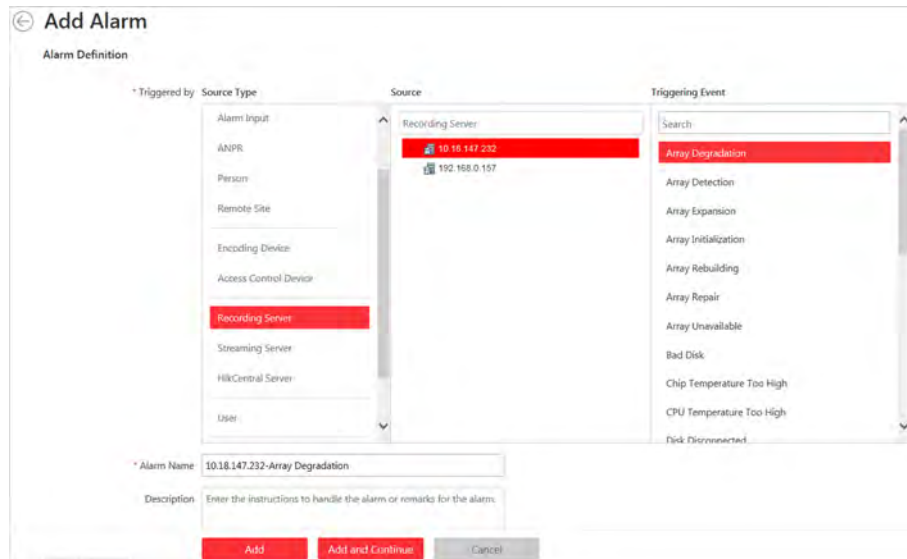 Add Alarm
Alarm Definition
* Triggered by
Source Type
Source
Triggering Event
Alarm Input
ANPR
Person
Remote Site
Encoding Device
Access Control Device
Recording Server
Streaming Server
HikCentral Server
User
Recording Server
10.18.147.232
192.168.0.157
Search
Array Degradation
Array Detection
Array Expansion
Array Initialization
Array Rebuilding
Array Repair
Array Unavailable
Bad Disk
Chip Temperature Too High
CPU Temperature Too High
Disk Disconnected
* Alarm Name 10.18.147.232-Array Degradation
Description Enter the instructions to handle the alarm or remarks for the alarm.
Add
Add and Continue
Cancel